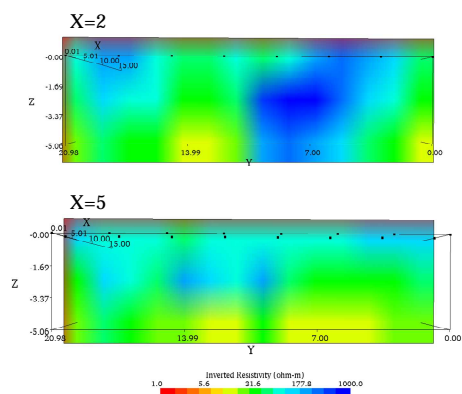 X=2
X
-0.00
0.01
5.01
10.00
15.00
-1.09
Z
-3.37
-5.06
20.98
13.99
7.00
0.00
Y
X=5
0.01
X
-0.00
5.01
10.00
15.00
-1.69
Z
-3.37
-5.06
20.98
13.99
7.00
0.00
Y
Inverted Resistivity (ohm-m)
1.0 5.6 31.6 177.8 1000.0